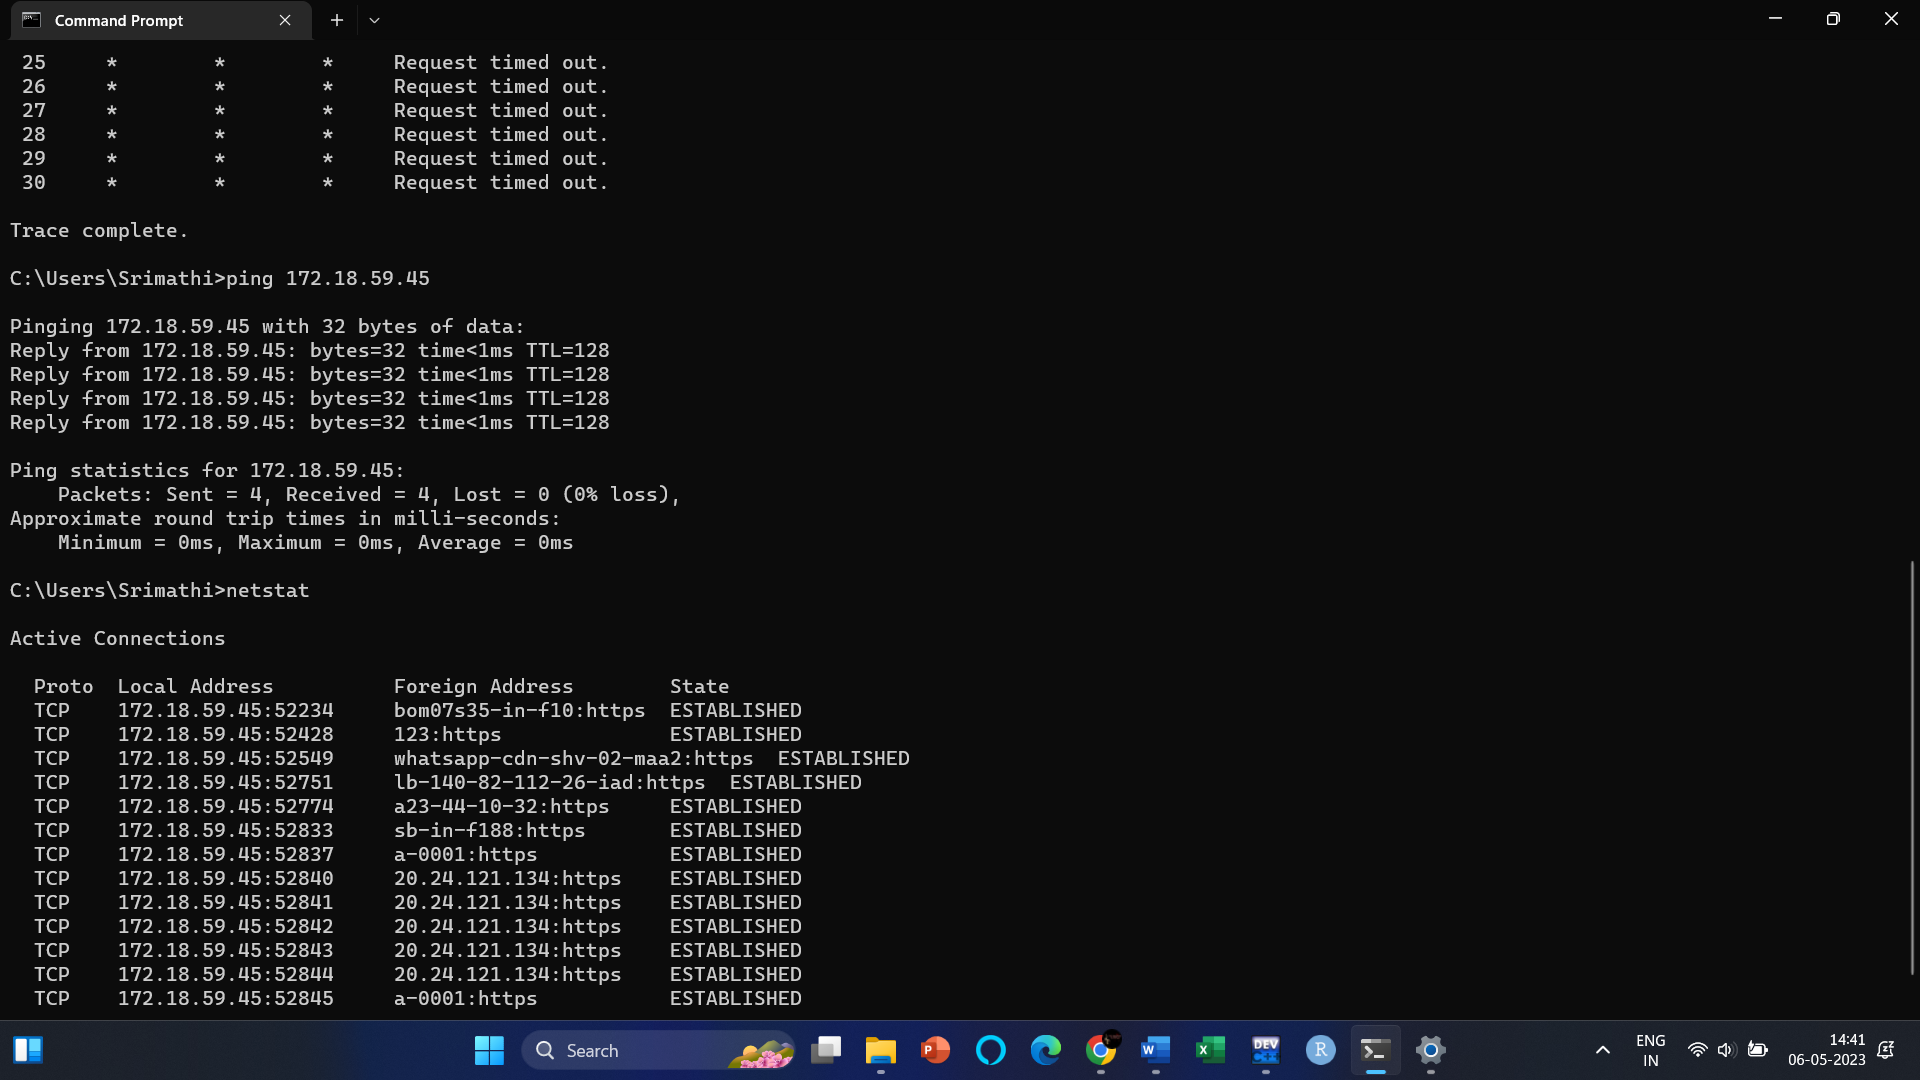 Command Prompt
25 * * * Request timed out.
26 * * * Request timed out.
27 * * * Request timed out.
28 * * * Request timed out.
29 * * * Request timed out.
30 * * * Request timed out.
Trace complete.
C:\Users\Srimathi>ping 172.18.59.45
Pinging 172.18.59.45 with 32 bytes of data:
Reply from 172.18.59.45: bytes=32 time<1ms TTL=128
Reply from 172.18.59.45: bytes=32 time<1ms TTL=128
Reply from 172.18.59.45: bytes=32 time<1ms TTL=128
Reply from 172.18.59.45: bytes=32 time<1ms TTL=128
Ping statistics for 172.18.59.45:
Packets: Sent = 4, Received = 4, Lost = 0 (0% loss),
Approximate round trip times in milli-seconds:
Minimum = 0ms, Maximum = 0ms, Average = 0ms
C:\Users\Srimathi>netstat
Active Connections
Proto Local Address Foreign Address State
TCP 172.18.59.45:52234 bom07s35-in-f10:https ESTABLISHED
TCP 172.18.59.45:52428 123:https ESTABLISHED
TCP 172.18.59.45:52549 whatsapp-cdn-shv-02-maa2:https ESTABLISHED
TCP 172.18.59.45:52751 lb-140-82-112-26-iad:https ESTABLISHED
TCP 172.18.59.45:52774 a23-44-10-32:https ESTABLISHED
TCP 172.18.59.45:52833 sb-in-f188:https ESTABLISHED
TCP 172.18.59.45:52837 a-0001:https ESTABLISHED
TCP 172.18.59.45:52840 20.24.121.134:https ESTABLISHED
TCP 172.18.59.45:52841 20.24.121.134:https ESTABLISHED
TCP 172.18.59.45:52842 20.24.121.134:https ESTABLISHED
TCP 172.18.59.45:52843 20.24.121.134:https ESTABLISHED
TCP 172.18.59.45:52844 20.24.121.134:https ESTABLISHED
TCP 172.18.59.45:52845 a-0001:https ESTABLISHED
Search
P
W
X
DEV C++
R
ENG 14:41
IN 06-05-2023